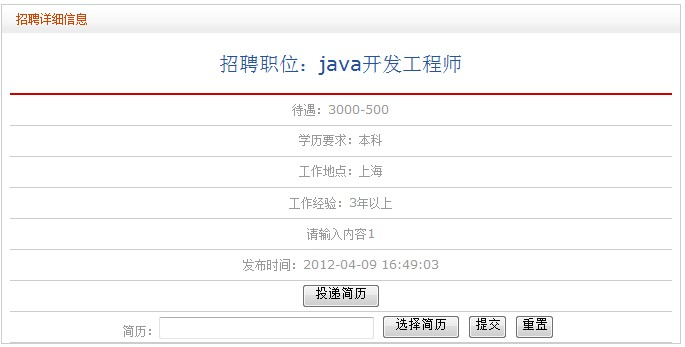 招聘详细信息
招聘职位：java开发工程师
待遇：3000-500
学历要求：本科
工作地点：上海
工作经验：3年以上
请输入内容1
发布时间：2012-04-09 16:49:03
投递简历
简历： 选择简历 提交 重置